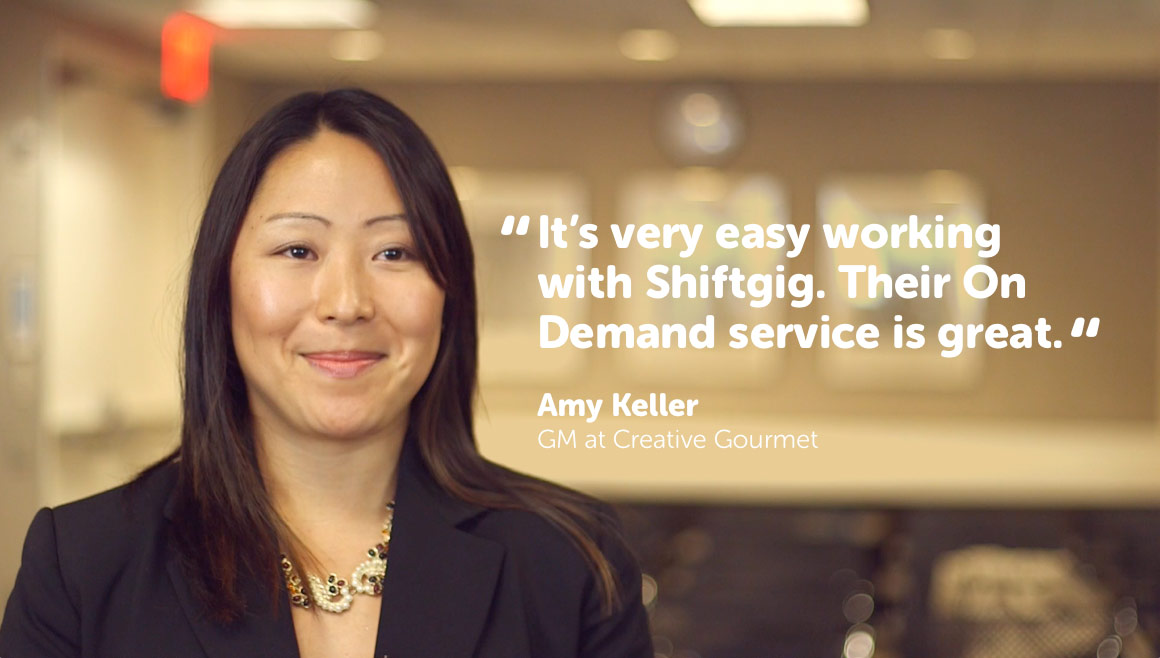 “It’s very easy working
with Shiftgig. Their On
Demand service is great.“
Amy Keller
GM at Creative Gourmet